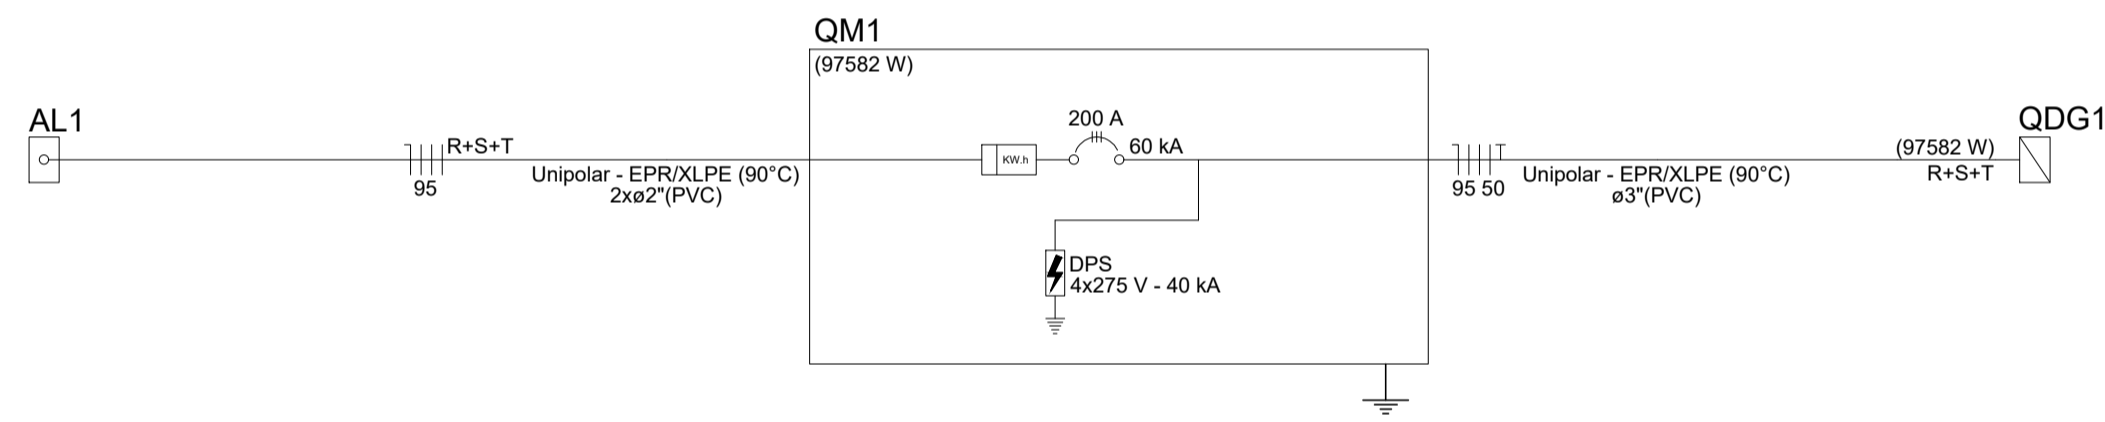 QM1
(97582 W)
AL1
R+S+T
95
Unipolar - EPR/XLPE (90°C)
2xø2"(PVC)
KW.h
200 A
60 kA
DPS
4x275 V - 40 kA
95 50
Unipolar - EPR/XLPE (90°C)
ø3"(PVC)
QDG1
(97582 W)
R+S+T